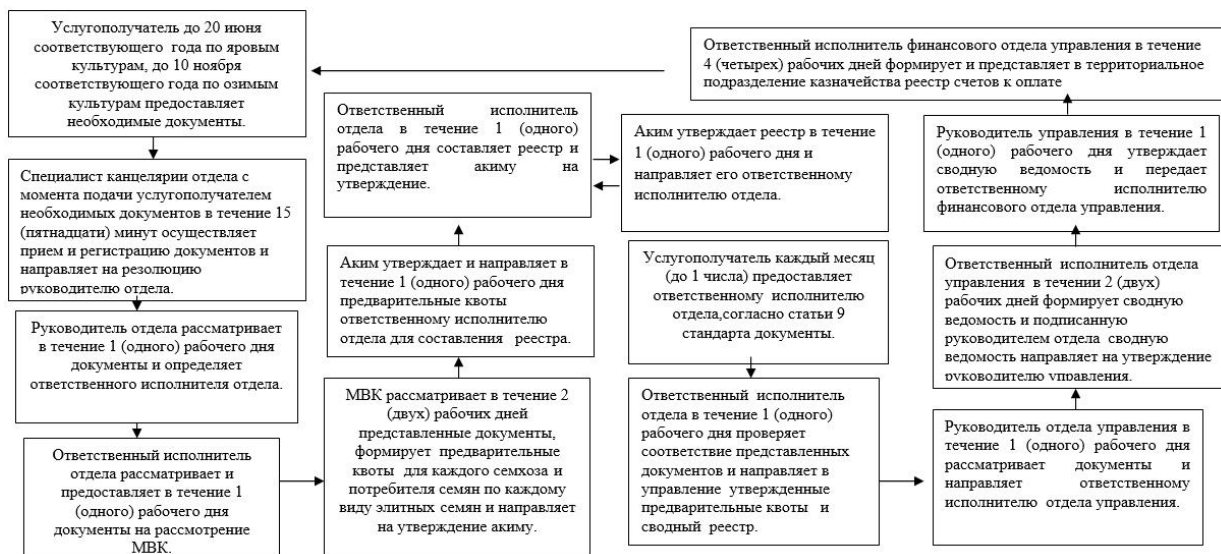 Услугополучатель до 20 июня
соответствующего года по яровым
культурам, до 10 ноября
соответствующего года по озимым
культурам предоставляет
необходимые документы.
Специалист канцелярии отдела с
момента подачи услугополучателем
необходимых документов в течение 15
(пятнадцати) минут осуществляет
прием и регистрацию документов и
направляет на резолюцию
руководителю отдела.
Руководитель отдела рассматривает
в течение 1 (одного) рабочего дня
документы и определяет
ответственного исполнителя отдела.
Ответственный исполнитель
отдела рассматривает и
предоставляет в течение 1
(одного) рабочего дня
документы на рассмотрение
МВК.
МВК рассматривает в течение 2
(двух) рабочих дней
представленные документы,
формирует предварительные
квоты для каждого семхоза и
потребителя семян по каждому
виду элитных семян и направляет
на утверждение акиму.
Аким утверждает и направляет в
течение 1 (одного) рабочего дня
предварительные квоты
ответственному исполнителю
отдела для составления реестра.
Ответственный исполнитель
отдела в течение 1 (одного)
рабочего дня составляет реестр и
представляет акиму на
утверждение.
Аким утверждает реестр в течение
1 (одного) рабочего дня и
направляет его ответственному
исполнителю отдела.
Услугополучатель каждый месяц
(до 1 числа) предоставляет
ответственному исполнителю
отдела,согласно статьи 9
стандарта документы.
Ответственный исполнитель
отдела в течение 1 (одного)
рабочего дня проверяет
соответствие представленных
документов и направляет в
управление утвержденные
предварительные квоты и
сводный реестр.
Руководитель отдела управления в
течение 1 (одного) рабочего дня
рассматривает документы и
направляет ответственному
исполнителю отдела управления.
Ответственный исполнитель отдела
управления в течении 2 (двух)
рабочих дней формирует сводную
ведомость и подписанную
руководителем отдела сводную
ведомость направляет на утверждение
руководителю управления.
Руководитель управления в течение 1
(одного) рабочего дня утверждает
сводную ведомость и передает
ответственному исполнителю
финансового отдела управления.
Ответственный исполнитель финансового отдела управления в течение
4 (четырех) рабочих дней формирует и представляет в территориальное
подразделение казначейства реестр счетов к оплате